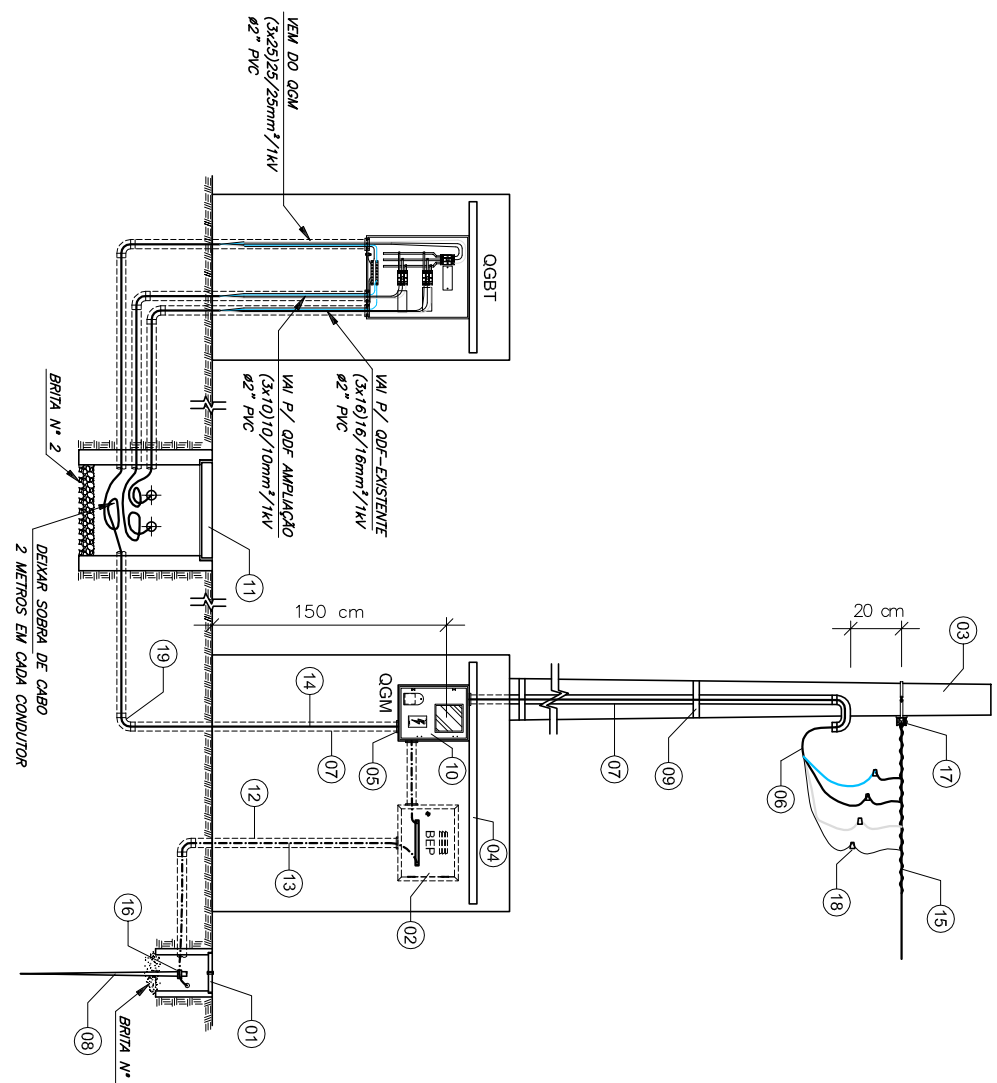 VEM DO QGM
(3x25)25/25mm²/1kV
ø2" PVC
QGBT
VAI P/ QDF-EXISTENTE
(3x16)16/16mm²/1kV
ø2" PVC
VAI P/ QDF AMPLIAÇÃO
(3x10)10/10mm²/1kV
ø2" PVC
BRITA N° 2
DEIXAR SOBRA DE CABO
2 METROS EM CADA CONDUTOR
11
150 cm
20 cm
03
19
14
QGM
07
05
10
07
09
06
17
12
BEP
04
13
02
18
15
16
01
08
BRITA N°